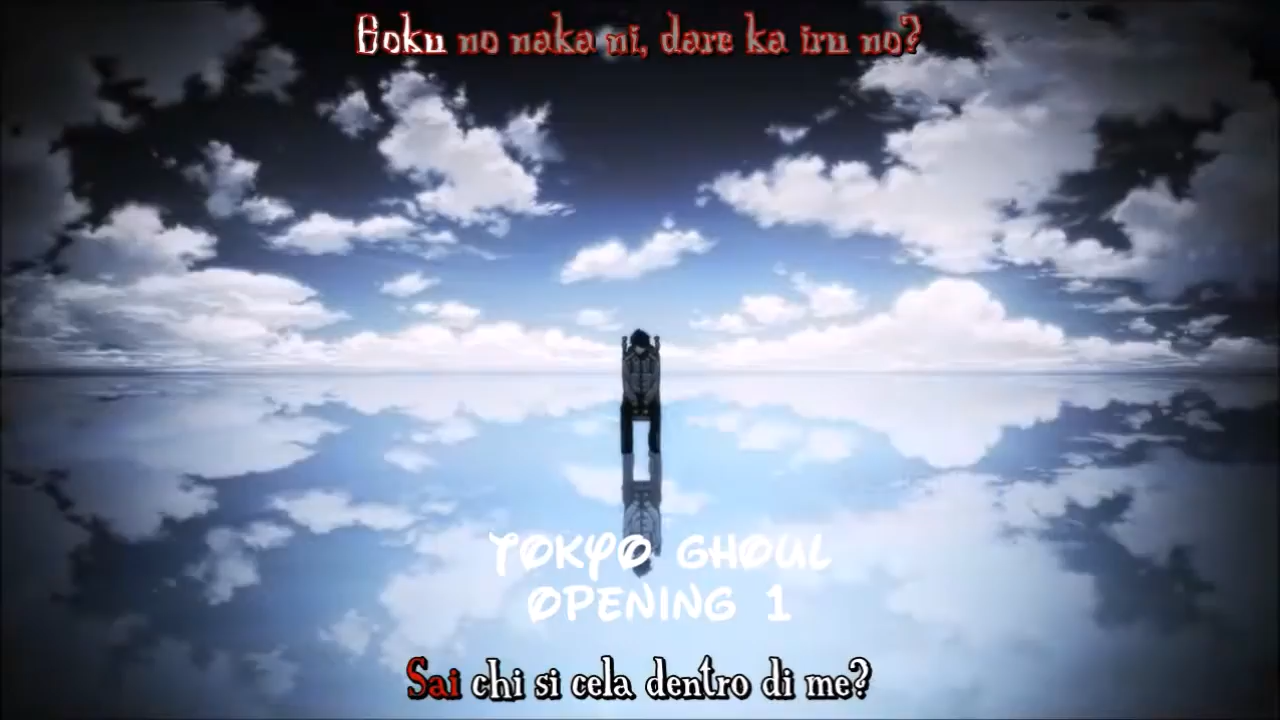 Boku no naka ni, dare ka iru no?
TOKYO GHOUL
OPENING 1
Sai chi si cela dentro di me?